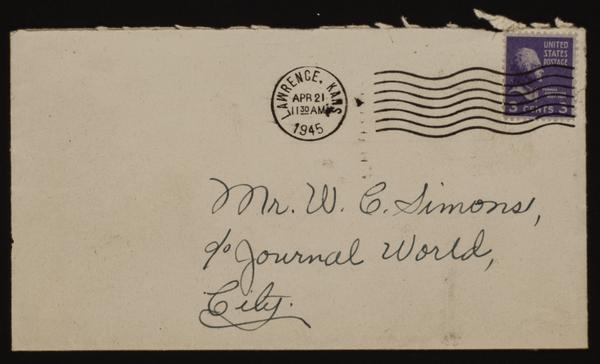 LAWRENCE, KANS.
APR 21
11 30 AM
1945
UNITED
STATES
POSTAGE
3 CENTS 3
Mr. W. C. Simons,
c/o Journal World,
City.